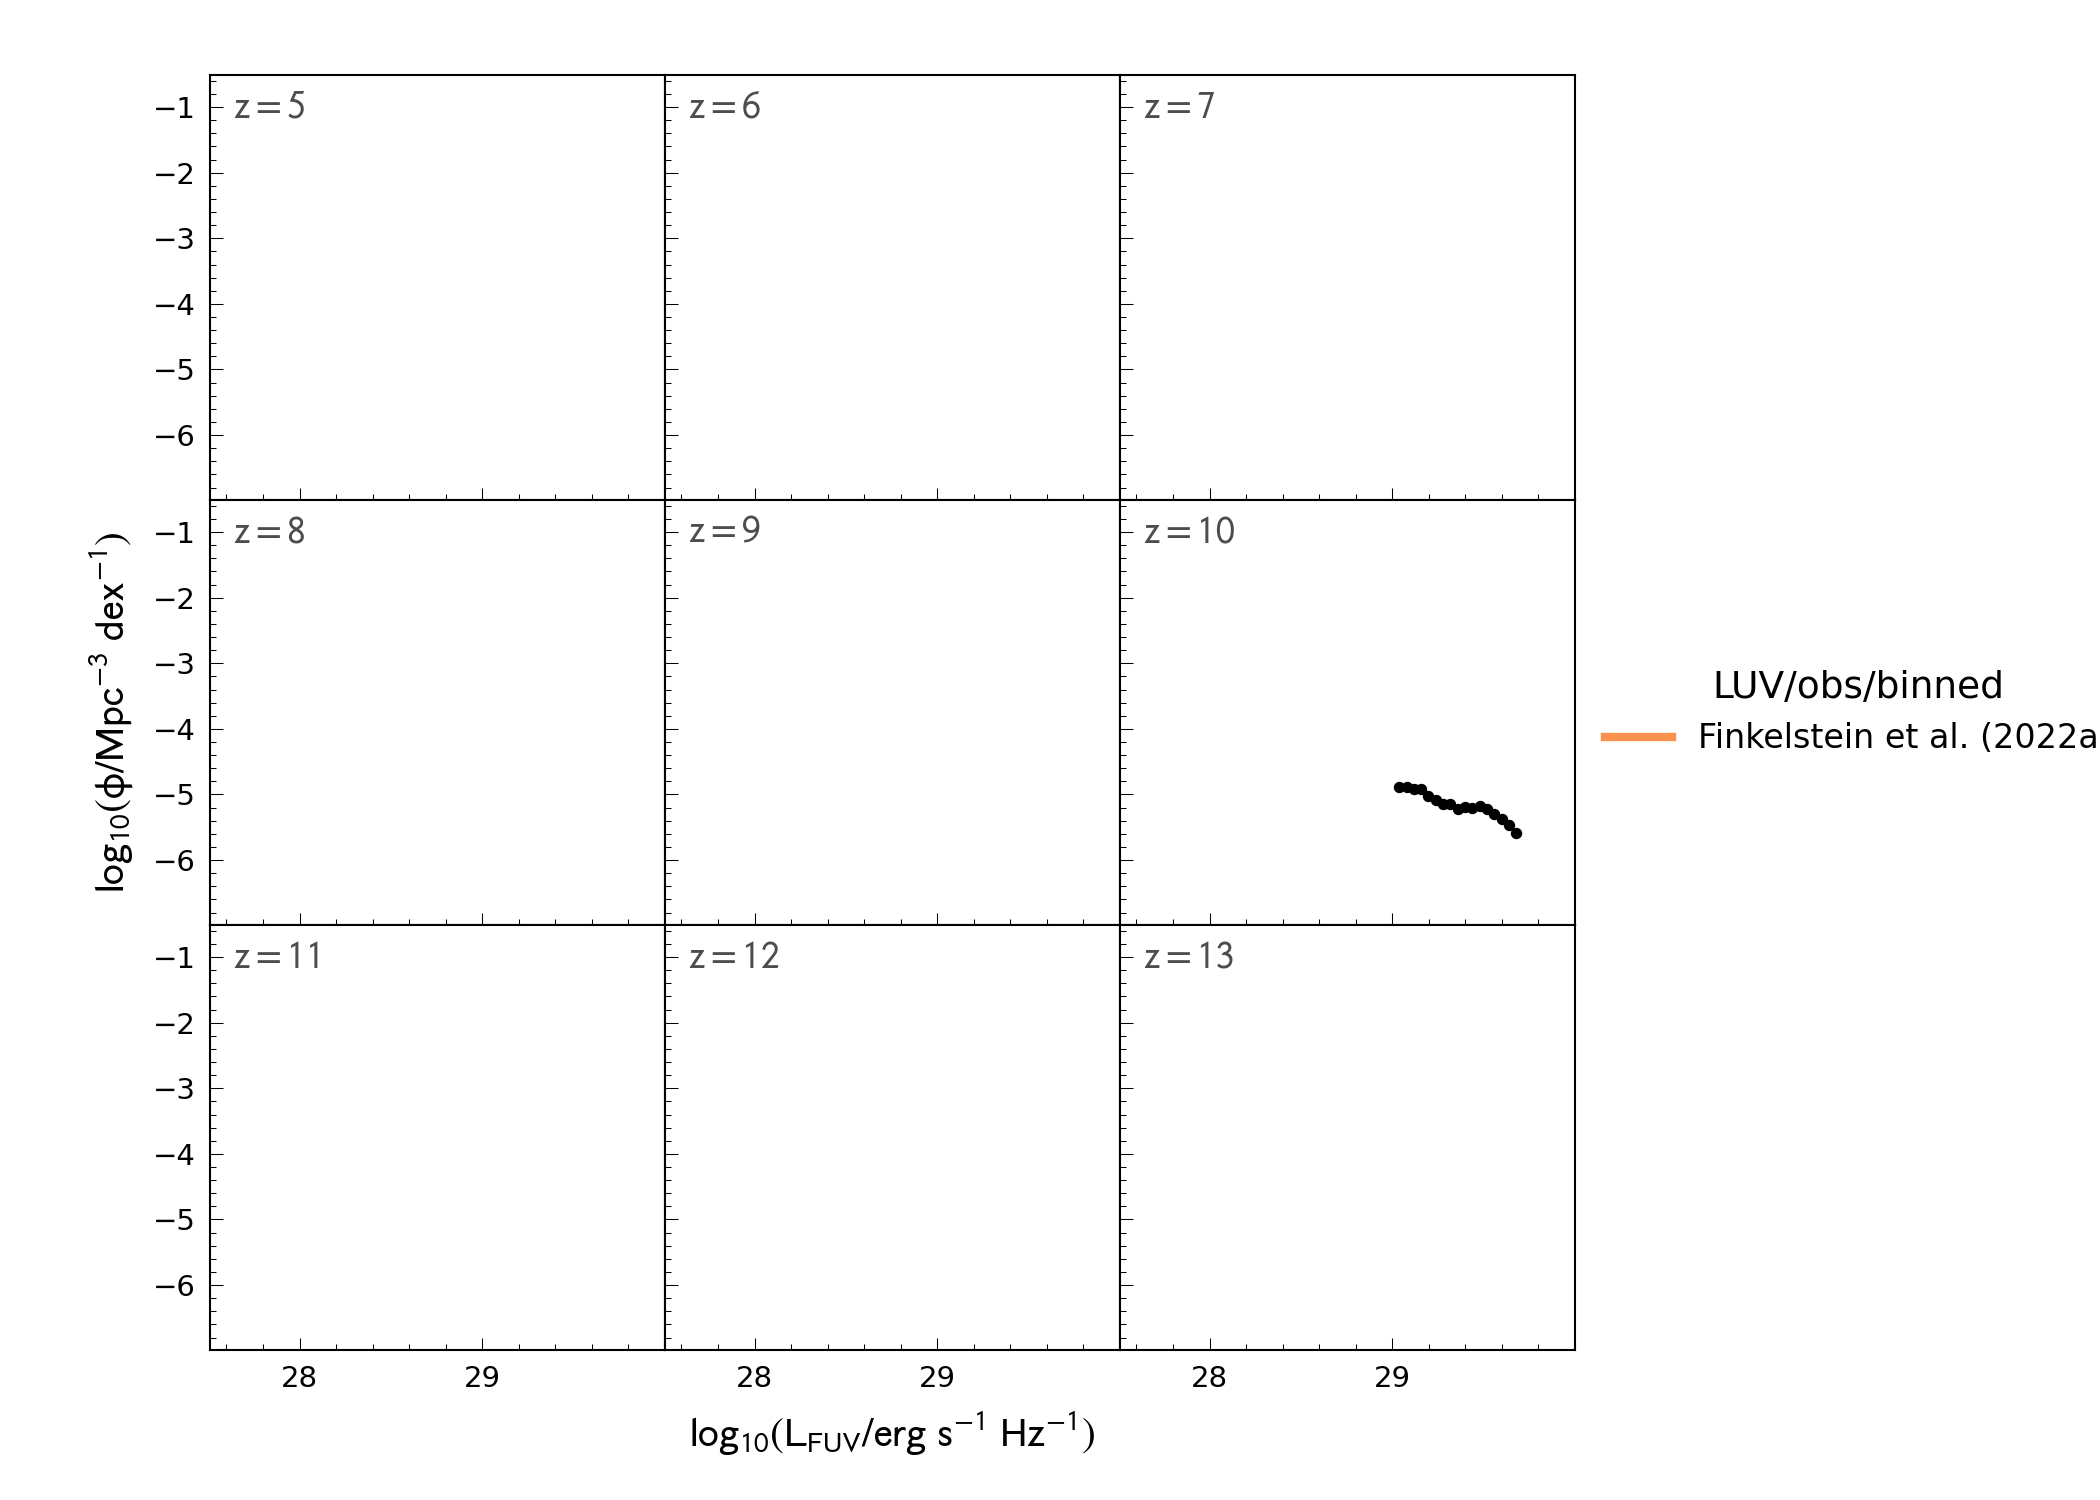 z=5 z=6 z=7
−1
−2
−3
−4
−5
−6
z=8 z=9 z=10
−1
−2
−3
−4
−5
−6
z=11 z=12 z=13
−1
−2
−3
−4
−5
−6
28 29 28 29 28 29
log₁₀(ϕ/Mpc⁻³ dex⁻¹)
log₁₀(L_FUV/erg s⁻¹ Hz⁻¹)
LUV/obs/binned
Finkelstein et al. (2022a